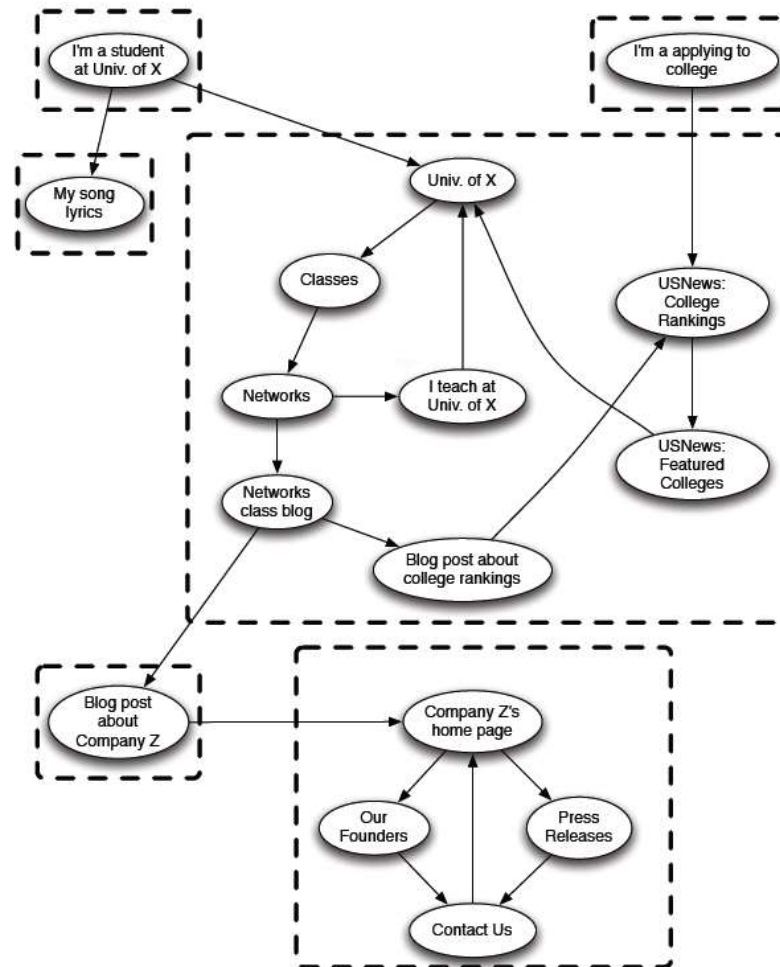 I'm a student
at Univ. of X
I'm a applying to
college
My song
lyrics
Univ. of X
Classes
USNews:
College
Rankings
Networks
I teach at
Univ. of X
USNews:
Featured
Colleges
Networks
class blog
Blog post about
college rankings
Blog post
about
Company Z
Company Z's
home page
Our
Founders
Press
Releases
Contact Us